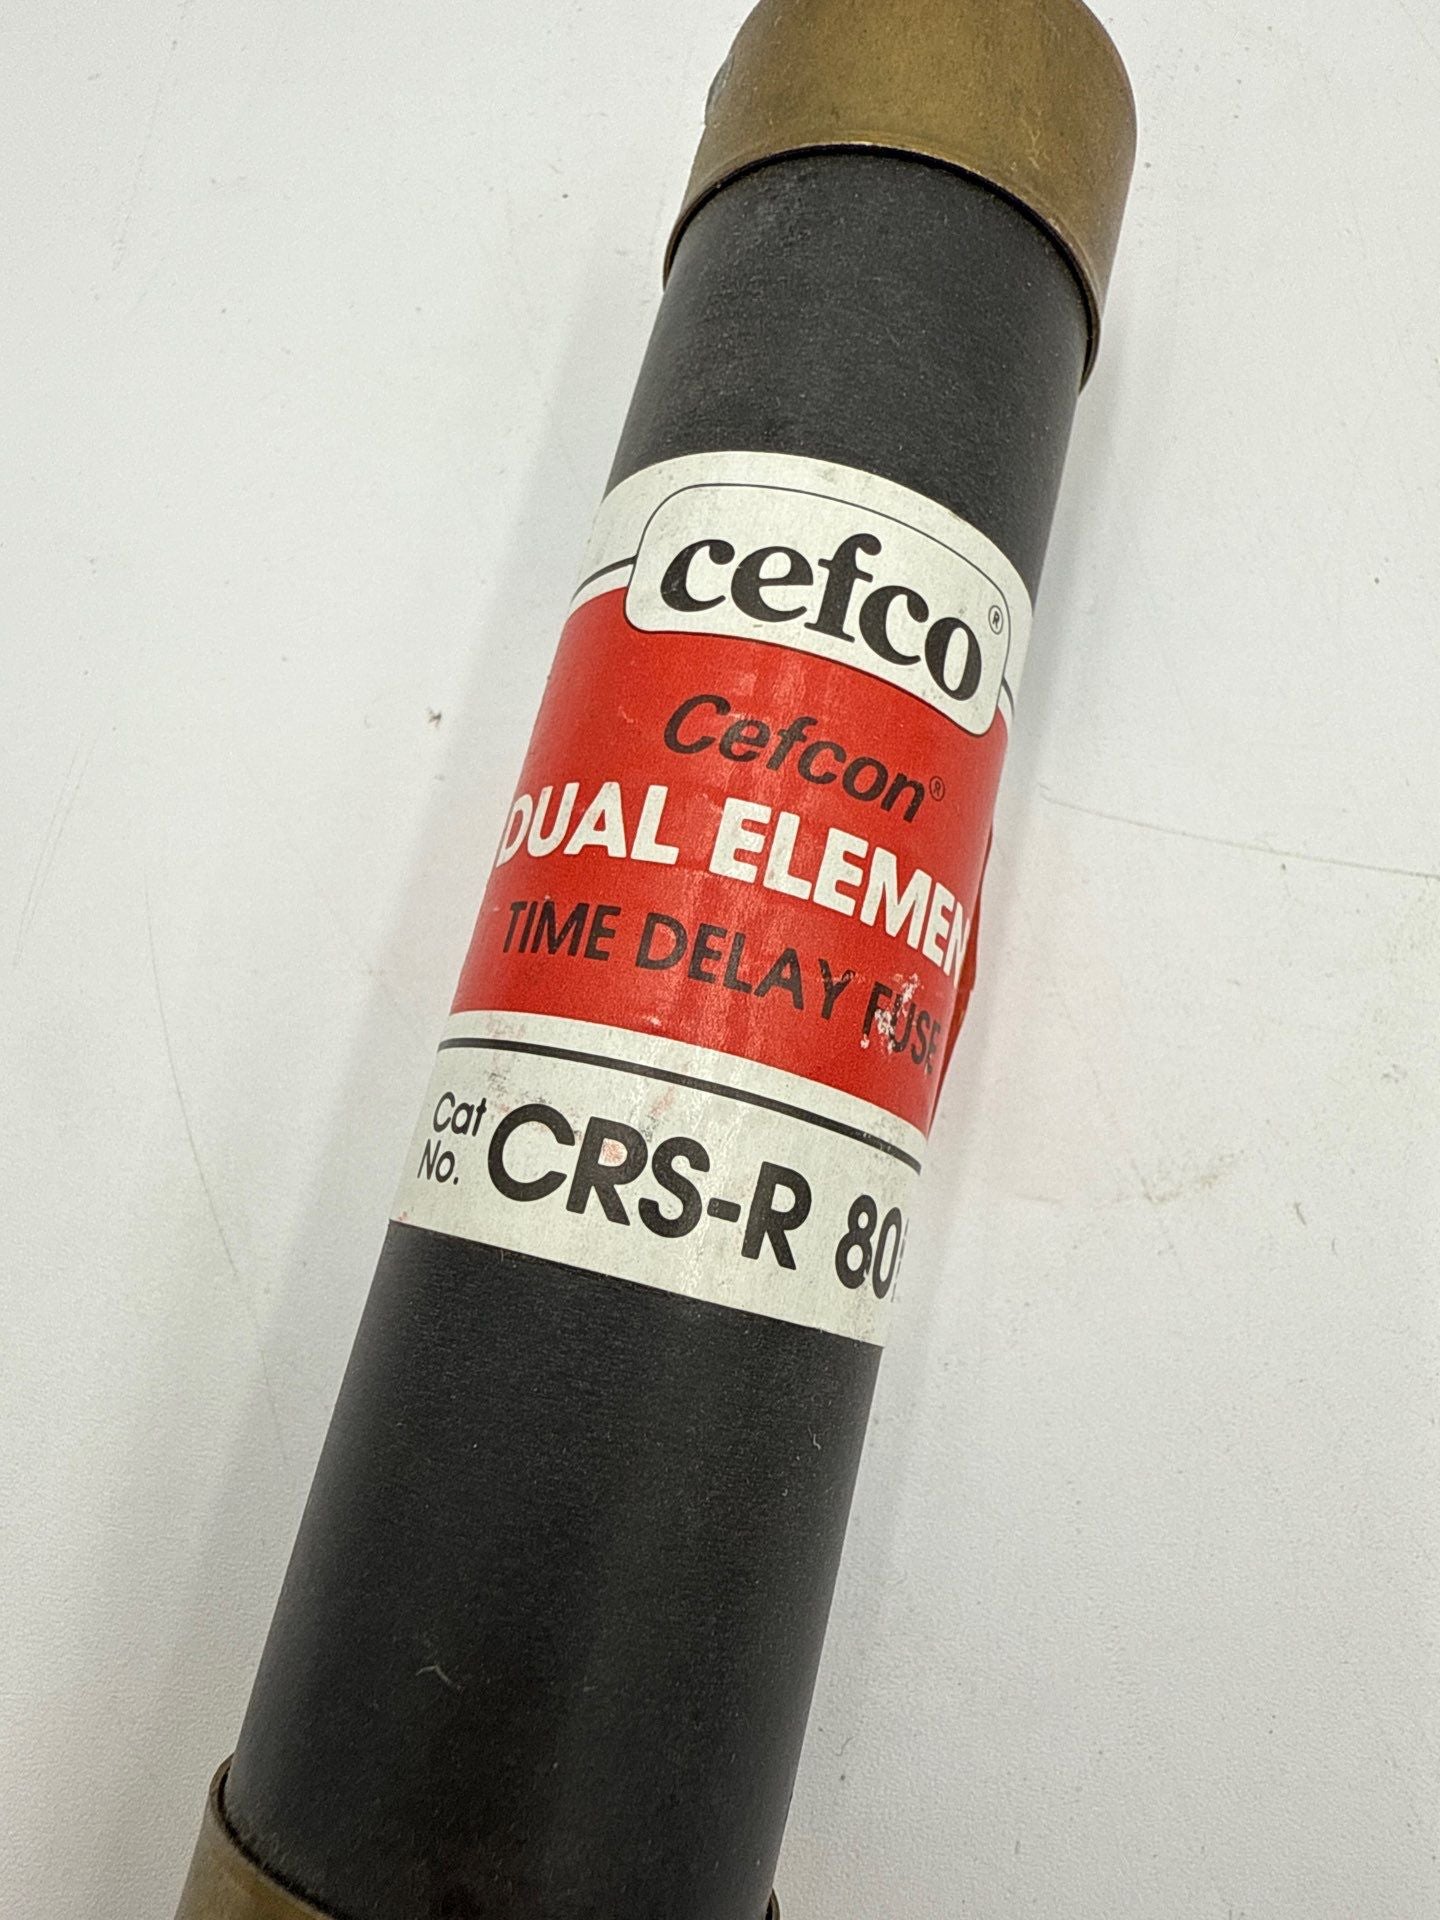 cefco®
Cefcon®
DUAL ELEMEN
TIME DELAY FUSE
Cat
No. CRS-R 80